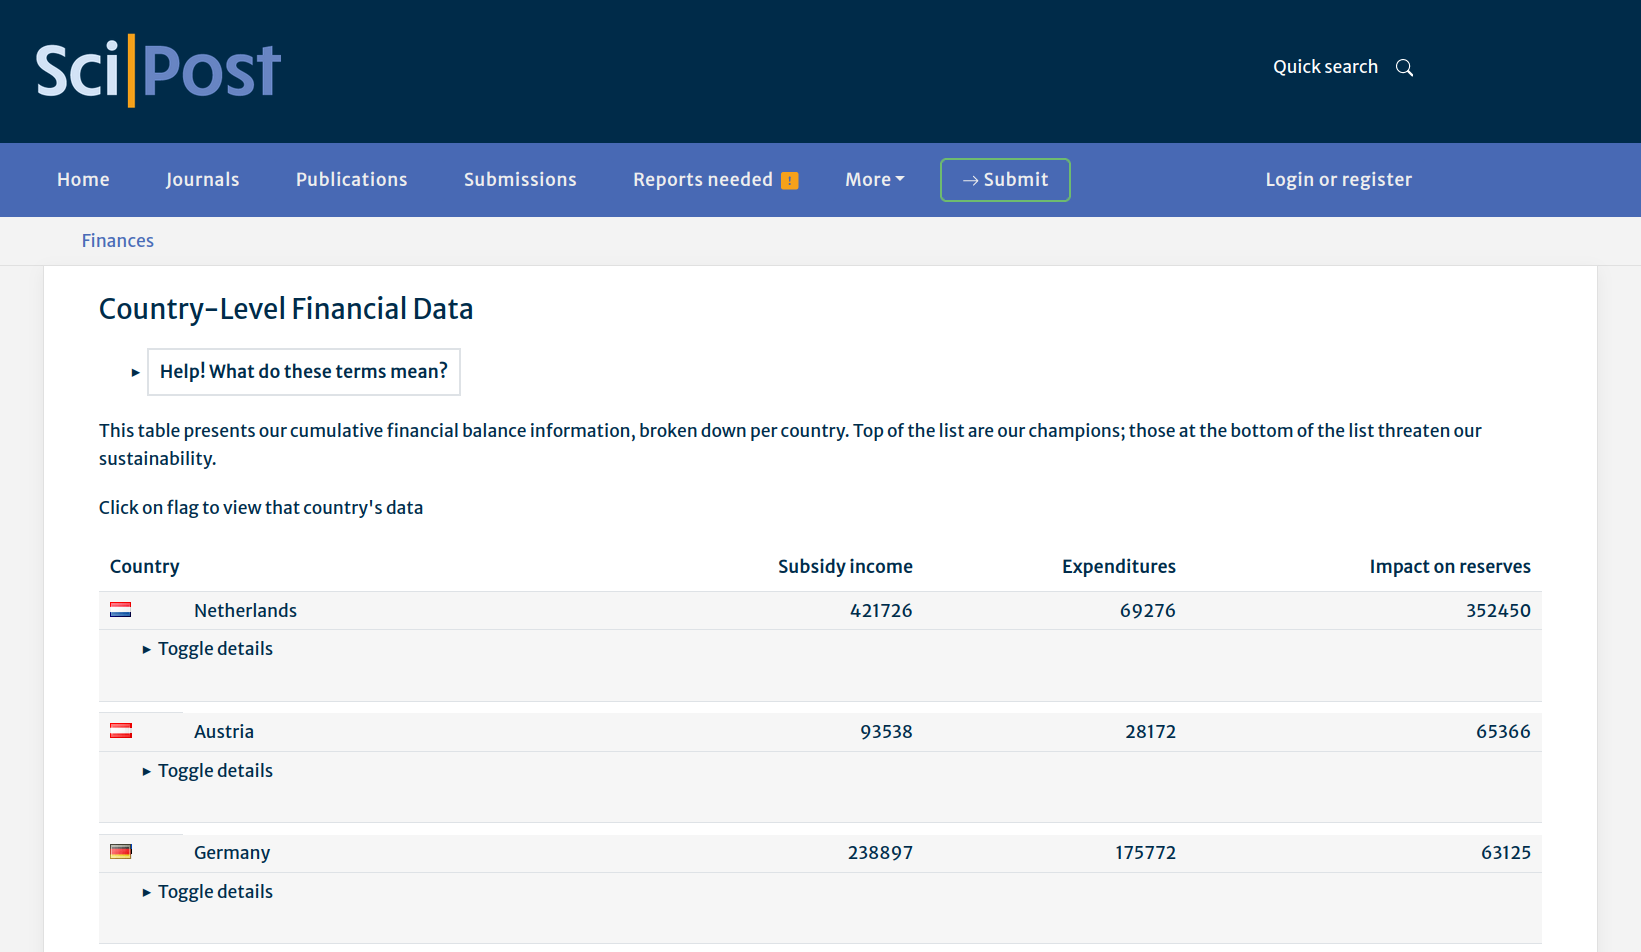 Sci|Post
Quick search
Home Journals Publications Submissions Reports needed ! More → Submit Login or register
Finances
Country-Level Financial Data
▸ Help! What do these terms mean?
This table presents our cumulative financial balance information, broken down per country. Top of the list are our champions; those at the bottom of the list threaten our
sustainability.
Click on flag to view that country's data
Country Subsidy income Expenditures Impact on reserves
Netherlands 421726 69276 352450
▸ Toggle details
Austria 93538 28172 65366
▸ Toggle details
Germany 238897 175772 63125
▸ Toggle details